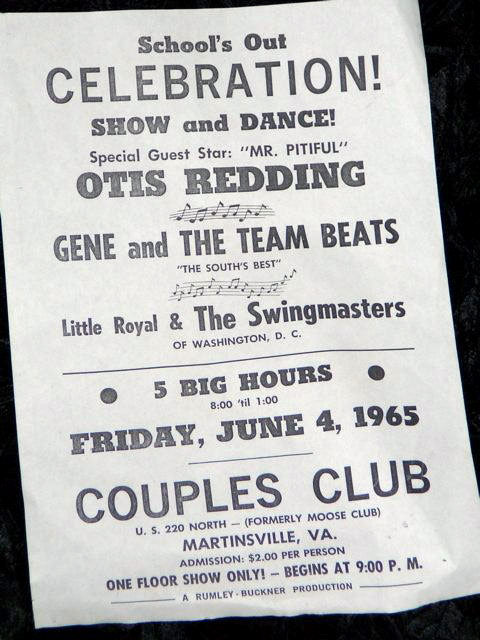 School's Out
CELEBRATION!
SHOW and DANCE!
Special Guest Star: "MR. PITIFUL"
OTIS REDDING
GENE and THE TEAM BEATS
"THE SOUTH'S BEST"
Little Royal & The Swingmasters
OF WASHINGTON, D. C.
5 BIG HOURS
8:00 'til 1:00
FRIDAY, JUNE 4, 1965
COUPLES CLUB
U. S. 220 NORTH — (FORMERLY MOOSE CLUB)
MARTINSVILLE, VA.
ADMISSION: $2.00 PER PERSON
ONE FLOOR SHOW ONLY! — BEGINS AT 9:00 P. M.
A RUMLEY-BUCKNER PRODUCTION